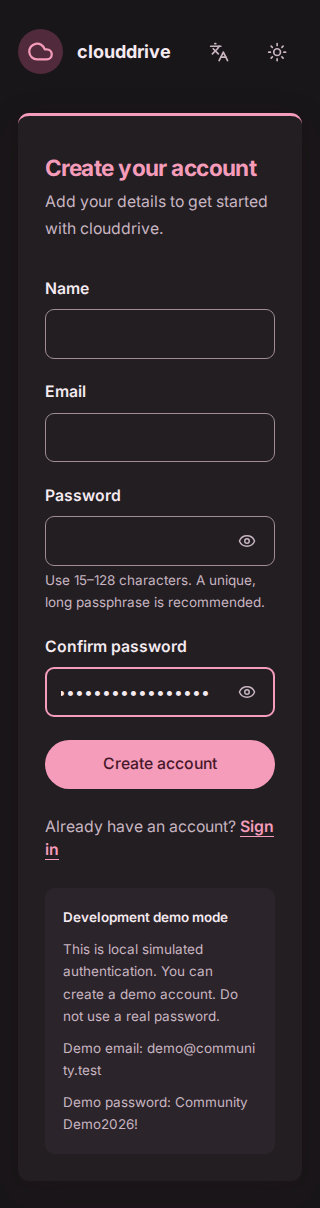 clouddrive
Create your account
Add your details to get started
with clouddrive.
Name
Email
Password
Use 15–128 characters. A unique,
long passphrase is recommended.
Confirm password
Create account
Already have an account? Sign
in
Development demo mode
This is local simulated
authentication. You can
create a demo account. Do
not use a real password.
Demo email: demo@communi
ty.test
Demo password: Community
Demo2026!